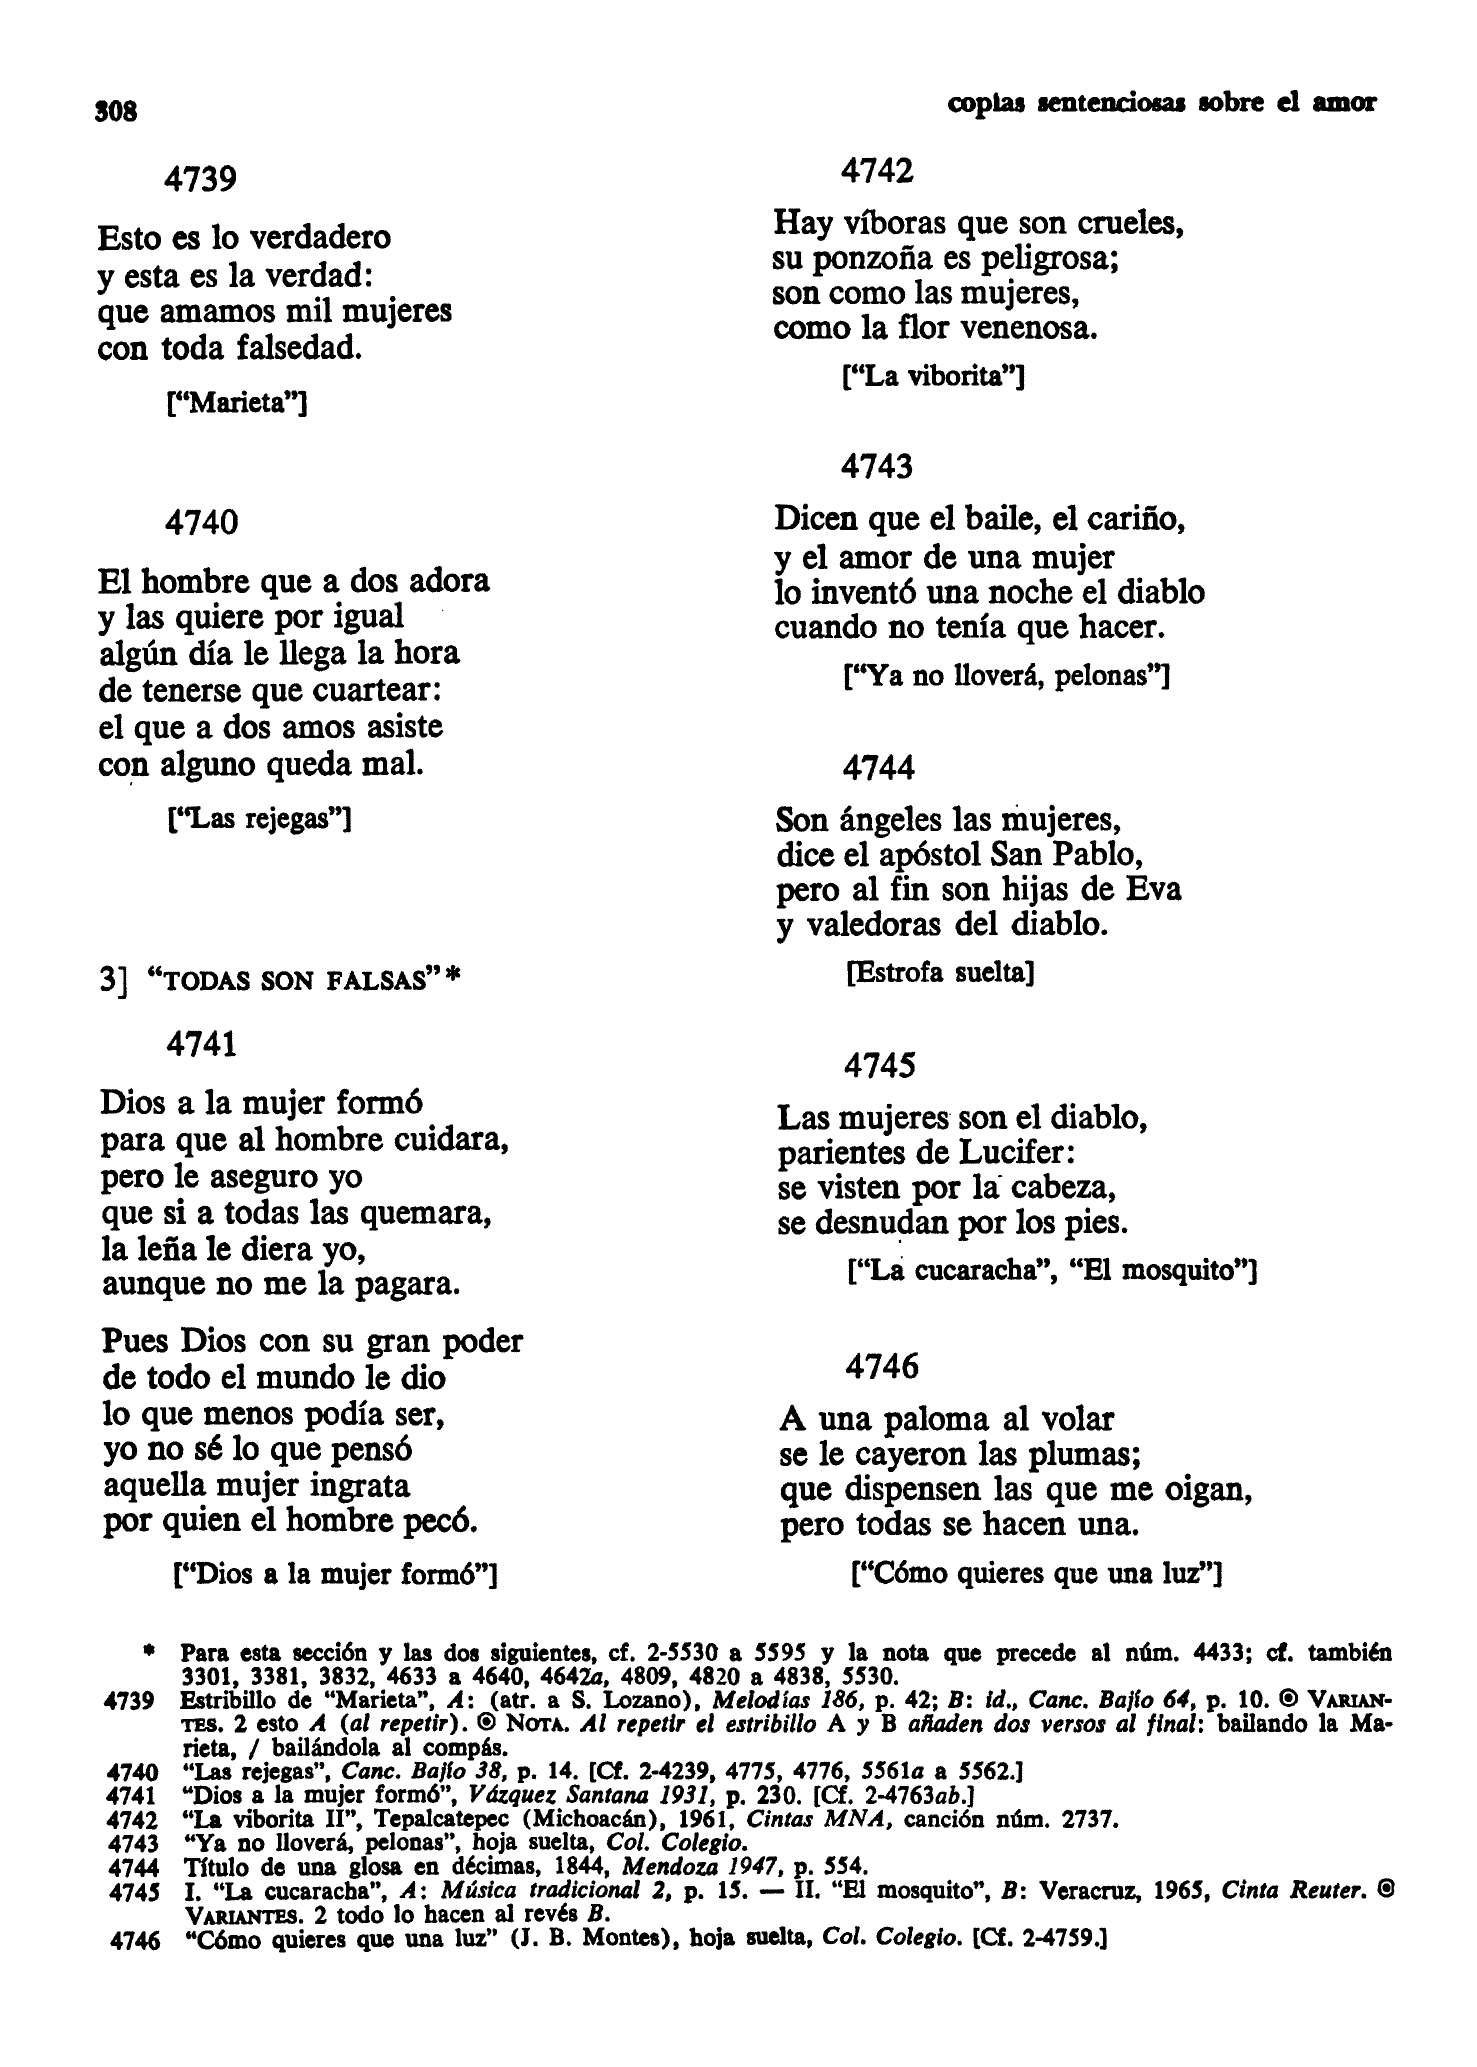 308
coplas sentenciosas sobre el amor
4739
Esto es lo verdadero
y esta es la verdad:
que amamos mil mujeres
con toda falsedad.
[“Marieta”]
4740
El hombre que a dos adora
y las quiere por igual
algún día le llega la hora
de tenerse que cuartear:
el que a dos amos asiste
con alguno queda mal.
[“Las rejegas”]
3] “TODAS SON FALSAS”*
4741
Dios a la mujer formó
para que al hombre cuidara,
pero le aseguro yo
que si a todas las quemara,
la leña le diera yo,
aunque no me la pagara.
Pues Dios con su gran poder
de todo el mundo le dio
lo que menos podía ser,
yo no sé lo que pensó
aquella mujer ingrata
por quien el hombre pecó.
[“Dios a la mujer formó”]
4742
Hay víboras que son crueles,
su ponzoña es peligrosa;
son como las mujeres,
como la flor venenosa.
[“La viborita”]
4743
Dicen que el baile, el cariño,
y el amor de una mujer
lo inventó una noche el diablo
cuando no tenía que hacer.
[“Ya no lloverá, pelonas”]
4744
Son ángeles las mujeres,
dice el apóstol San Pablo,
pero al fin son hijas de Eva
y valedoras del diablo.
[Estrofa suelta]
4745
Las mujeres son el diablo,
parientes de Lucifer:
se visten por la cabeza,
se desnudan por los pies.
[“La cucaracha”, “El mosquito”]
4746
A una paloma al volar
se le cayeron las plumas;
que dispensen las que me oigan,
pero todas se hacen una.
[“Cómo quieres que una luz”]
* Para esta sección y las dos siguientes, cf. 2-5530 a 5595 y la nota que precede al núm. 4433; cf. también
3301, 3381, 3832, 4633 a 4640, 4642a, 4809, 4820 a 4838, 5530.
4739 Estribillo de “Marieta”, A: (atr. a S. Lozano), Melodías 186, p. 42; B: id., Canc. Bajío 64, p. 10. ® VARIAN-
TES. 2 esto A (al repetir). ® NOTA. Al repetir el estribillo A y B añaden dos versos al final: bailando la Ma-
rieta, / bailándola al compás.
4740 “Las rejegas”, Canc. Bajío 38, p. 14. [Cf. 2-4239, 4775, 4776, 5561a a 5562.]
4741 “Dios a la mujer formó”, Vázquez Santana 1931, p. 230. [Cf. 2-4763ab.]
4742 “La viborita II”, Tepalcatepec (Michoacán), 1961, Cintas MNA, canción núm. 2737.
4743 “Ya no lloverá, pelonas”, hoja suelta, Col. Colegio.
4744 Título de una glosa en décimas, 1844, Mendoza 1947, p. 554.
4745 I. “La cucaracha”, A: Música tradicional 2, p. 15. — II. “El mosquito”, B: Veracruz, 1965, Cinta Reuter. ®
VARIANTES. 2 todo lo hacen al revés B.
4746 “Cómo quieres que una luz” (J. B. Montes), hoja suelta, Col. Colegio. [Cf. 2-4759.]